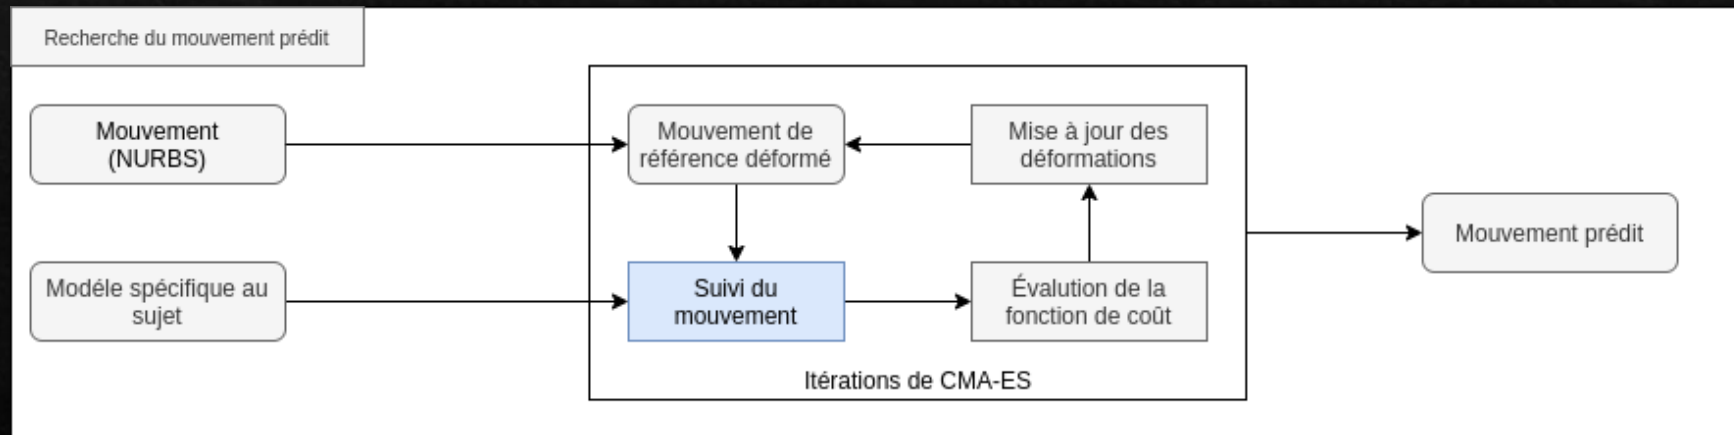 Recherche du mouvement prédit
Mouvement
(NURBS)
Mouvement de
référence déformé
Mise à jour des
déformations
Mouvement prédit
Modéle spécifique au
sujet
Suivi du
mouvement
Évalution de la
fonction de coût
Itérations de CMA-ES